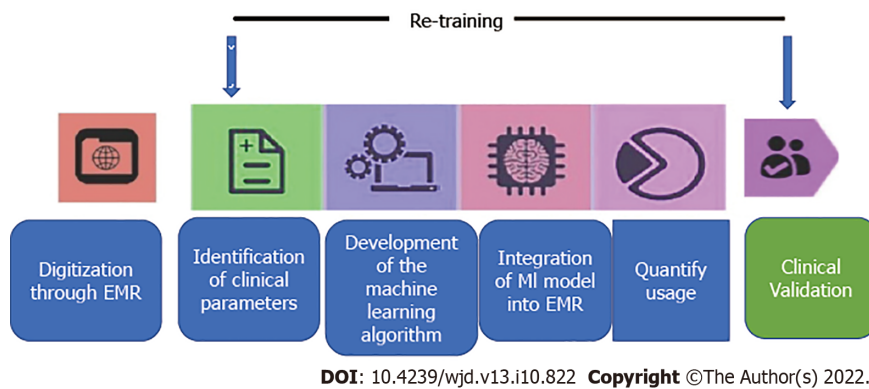 Re-training
Digitization
through EMR
Identification
of clinical
parameters
Development
of the
machine
learning
algorithm
Integration
of Ml model
into EMR
Quantify
usage
Clinical
Validation
DOI: 10.4239/wjd.v13.i10.822 Copyright ©The Author(s) 2022.